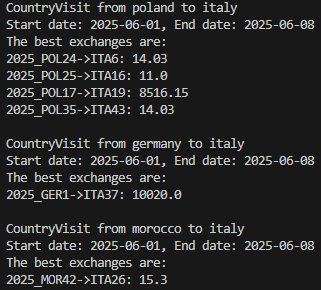 CountryVisit from poland to italy
Start date: 2025-06-01, End date: 2025-06-08
The best exchanges are:
2025_POL24->ITA6: 14.03
2025_POL25->ITA16: 11.0
2025_POL17->ITA19: 8516.15
2025_POL35->ITA43: 14.03

CountryVisit from germany to italy
Start date: 2025-06-01, End date: 2025-06-08
The best exchanges are:
2025_GER1->ITA37: 10020.0

CountryVisit from morocco to italy
Start date: 2025-06-01, End date: 2025-06-08
The best exchanges are:
2025_MOR42->ITA26: 15.3